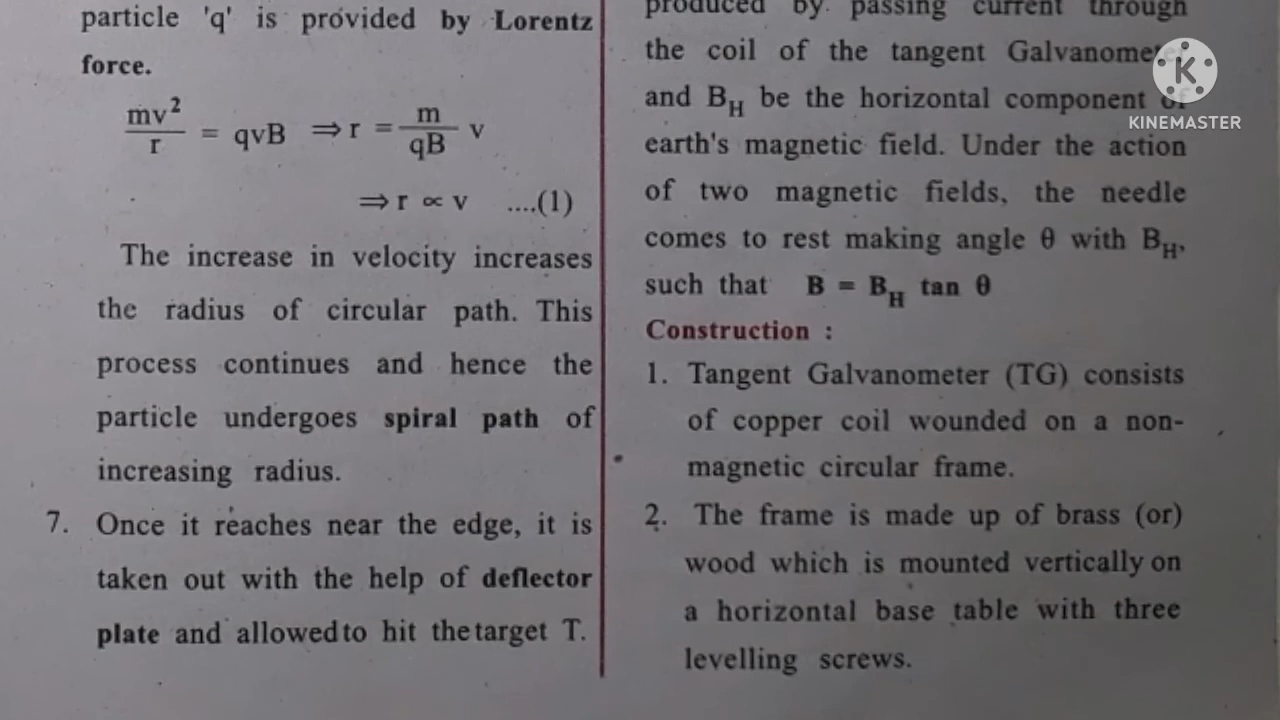 particle 'q' is provided by Lorentz
force.
mv²/r = qvB ⇒ r = m/qB v
⇒ r ∝ v ....(1)
The increase in velocity increases
the radius of circular path. This
process continues and hence the
particle undergoes spiral path of
increasing radius.
7. Once it reaches near the edge, it is
taken out with the help of deflector
plate and allowed to hit the target T.
produced by passing current through
the coil of the tangent Galvanometer
and B_H be the horizontal component of
earth's magnetic field. Under the action
of two magnetic fields, the needle
comes to rest making angle θ with B_H,
such that B = B_H tan θ
Construction :
1. Tangent Galvanometer (TG) consists
of copper coil wounded on a non-
magnetic circular frame.
2. The frame is made up of brass (or)
wood which is mounted vertically on
a horizontal base table with three
levelling screws.
K
KINEMASTER